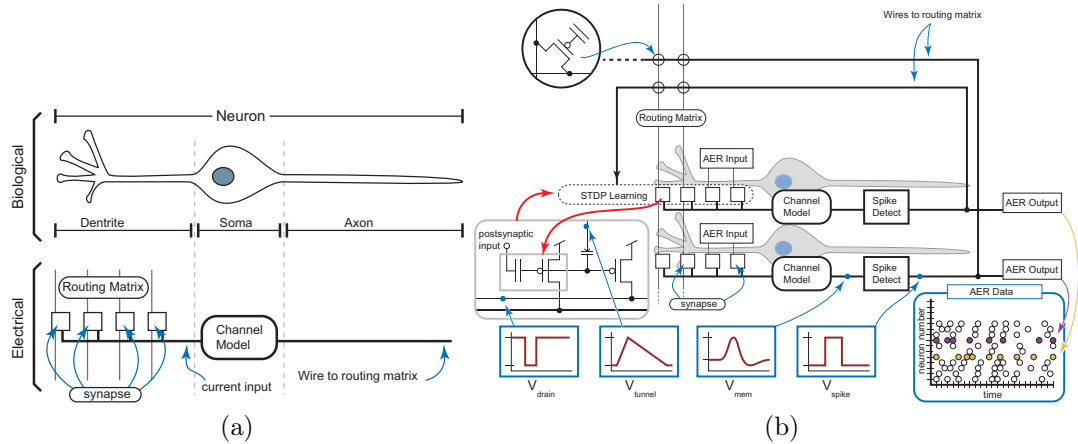 Neuron
Biological
Dentrite
Soma
Axon
Electrical
Routing Matrix
Channel
Model
synapse
current input
Wire to routing matrix
(a)
Wires to routing matrix
Routing Matrix
AER Input
STDP Learning
Channel
Model
Spike
Detect
AER Output
postsynaptic
input
AER Input
Channel
Model
Spike
Detect
AER Output
synapse
V drain
V tunnel
V mem
V spike
AER Data
neuron number
time
(b)